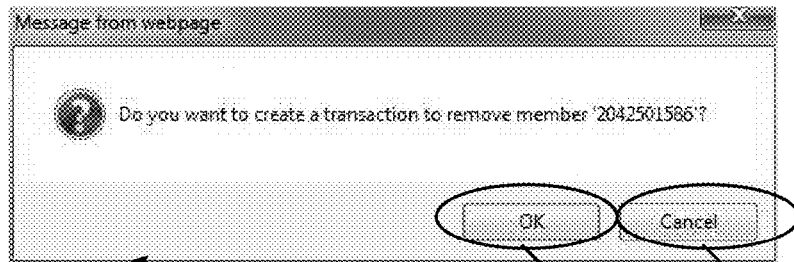 Message from webpage
Do you want to create a transaction to remove member '2042501586'?
OK
Cancel